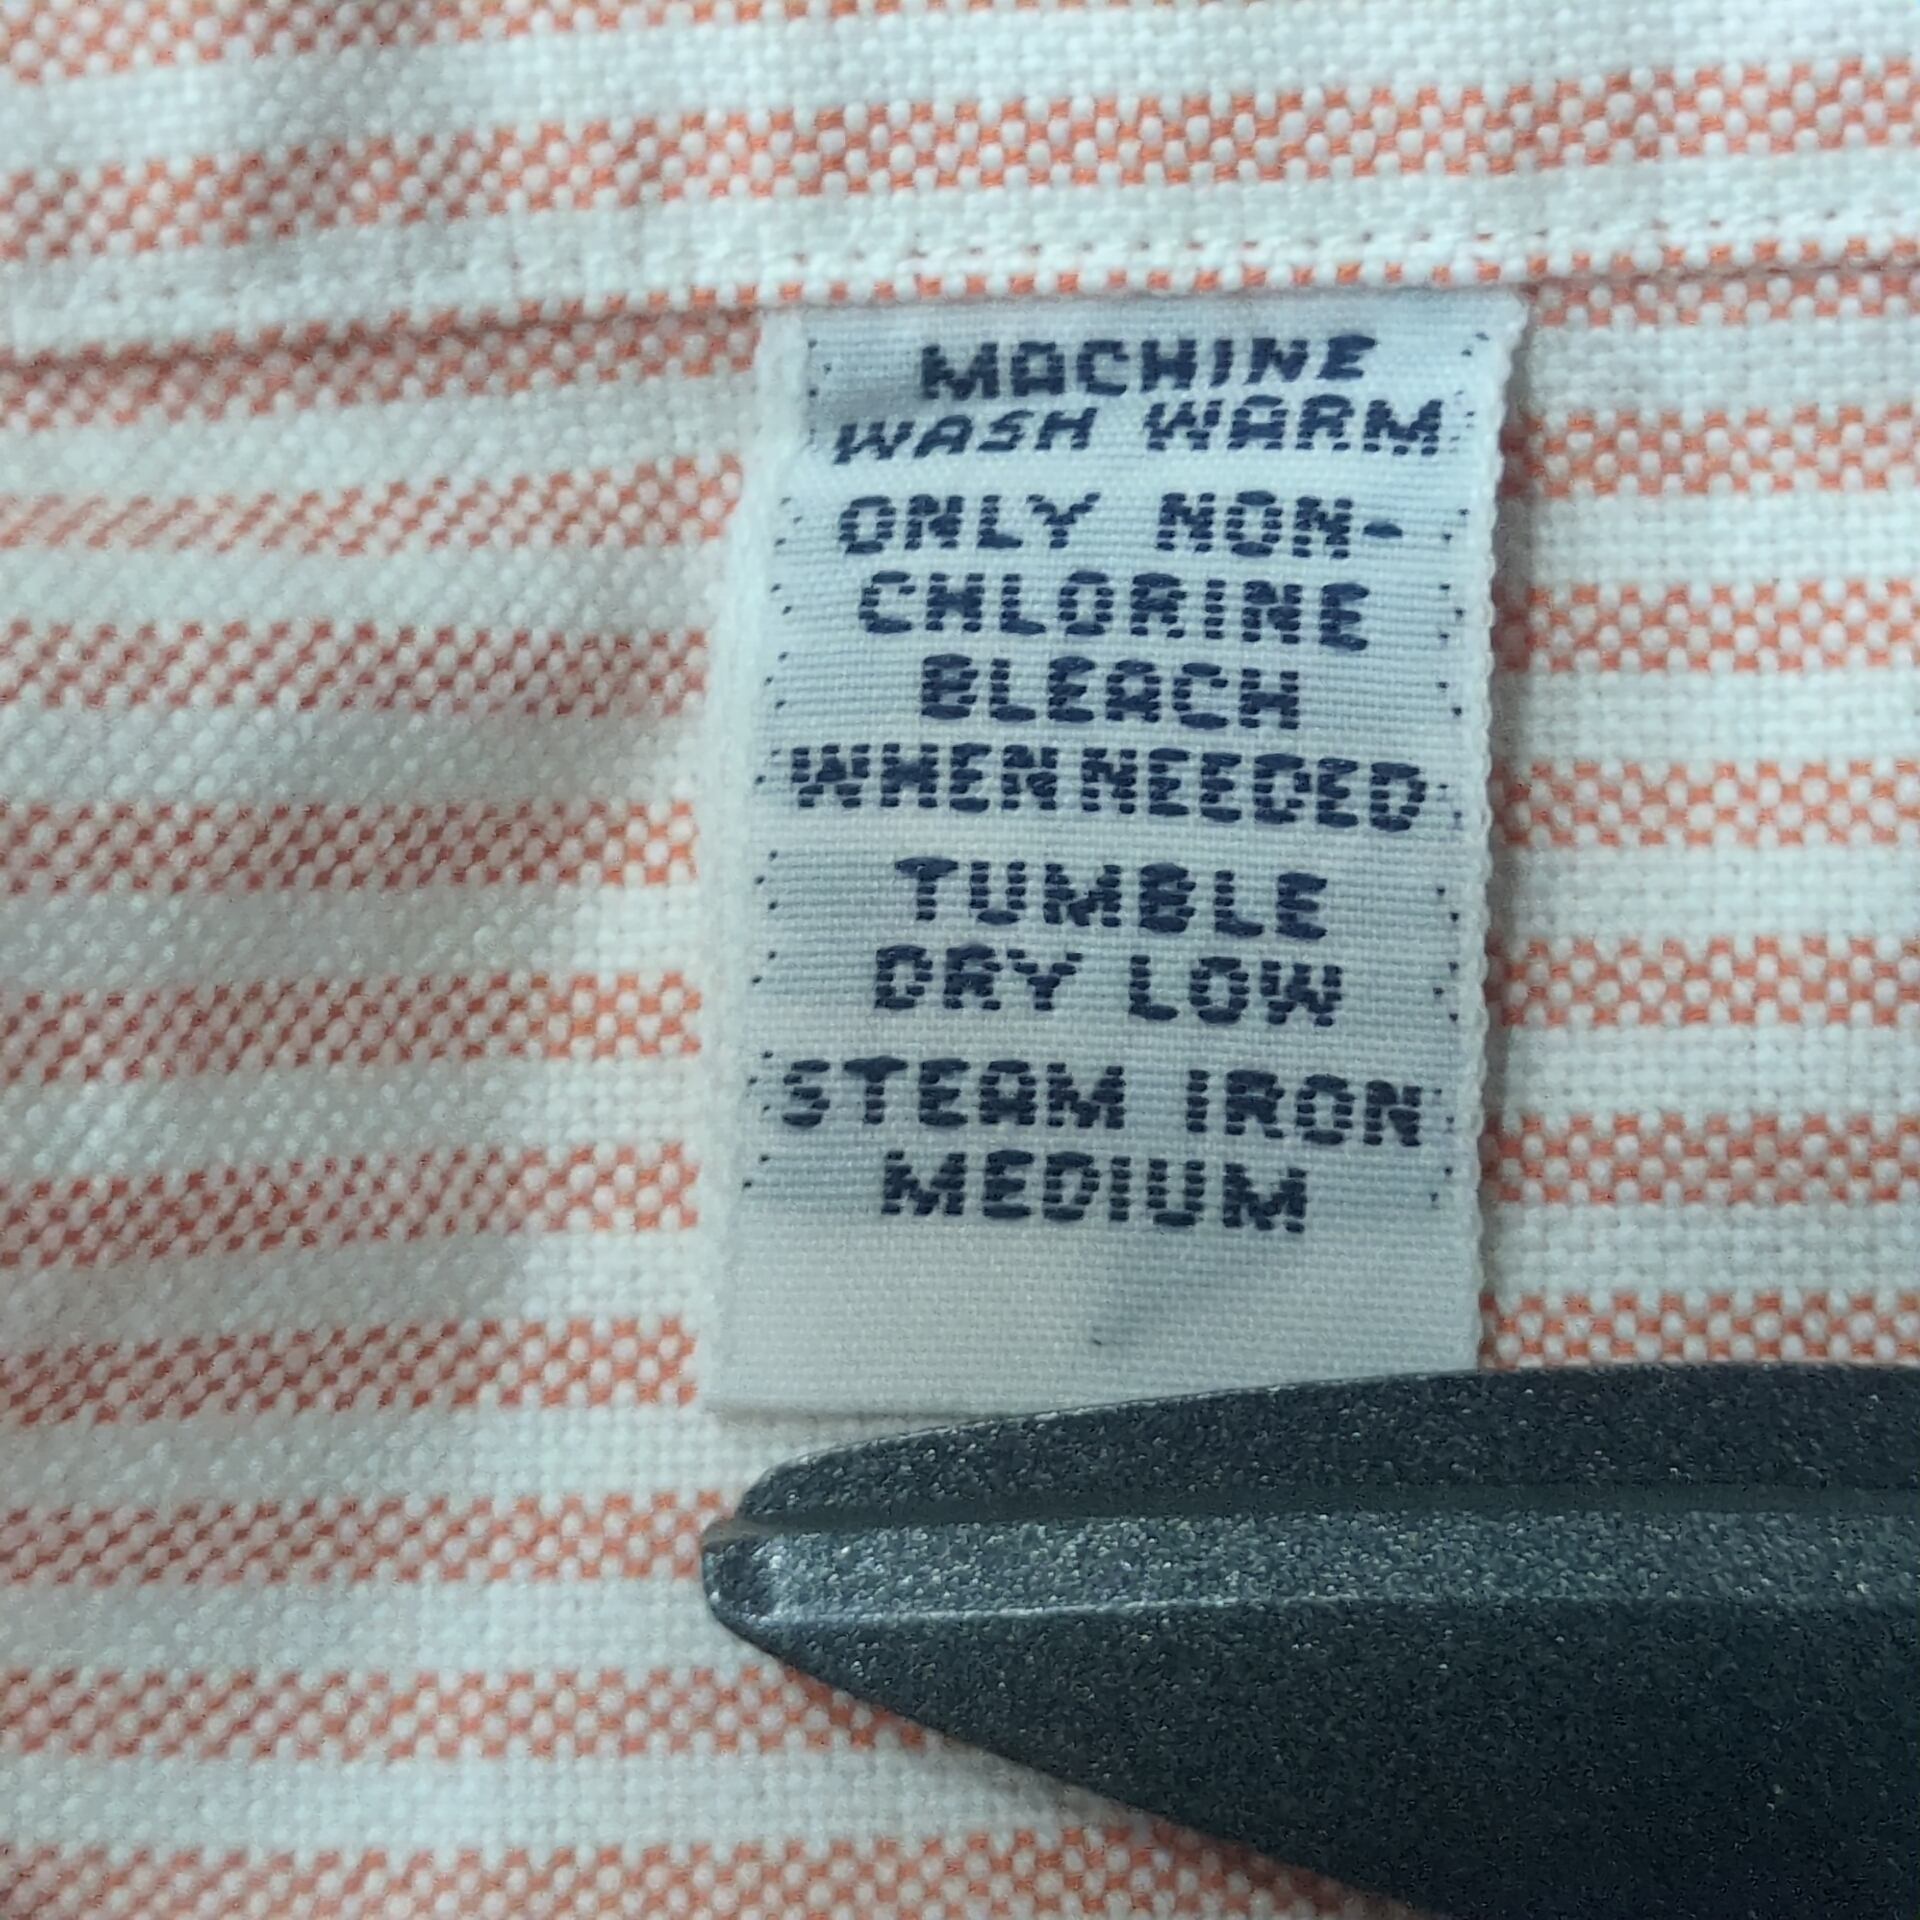 MACHINE
WASH WARM
ONLY NON-
CHLORINE
BLEACH
WHEN NEEDED
TUMBLE
DRY LOW
STEAM IRON
MEDIUM